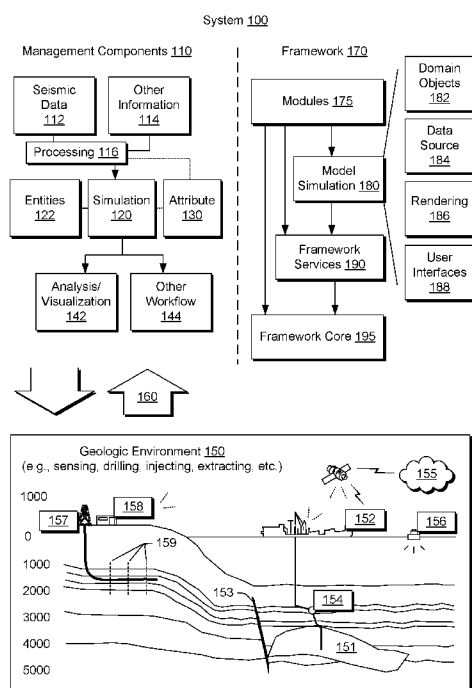 System 100
Management Components 110
Framework 170
Seismic
Data
112
Other
Information
114
Processing 116
Entities
122
Simulation
120
Attribute
130
Analysis/
Visualization
142
Other
Workflow
144
Modules
175
Model
Simulation 180
Framework
Services
190
Framework Core 195
Domain
Objects
182
Data
Source
184
Rendering
186
User
Interfaces
188
160
Geologic Environment 150
(e.g., sensing, drilling, injecting, extracting, etc.)
1000
0
1000
2000
3000
4000
5000
157
158
159
152
155
156
153
154
151